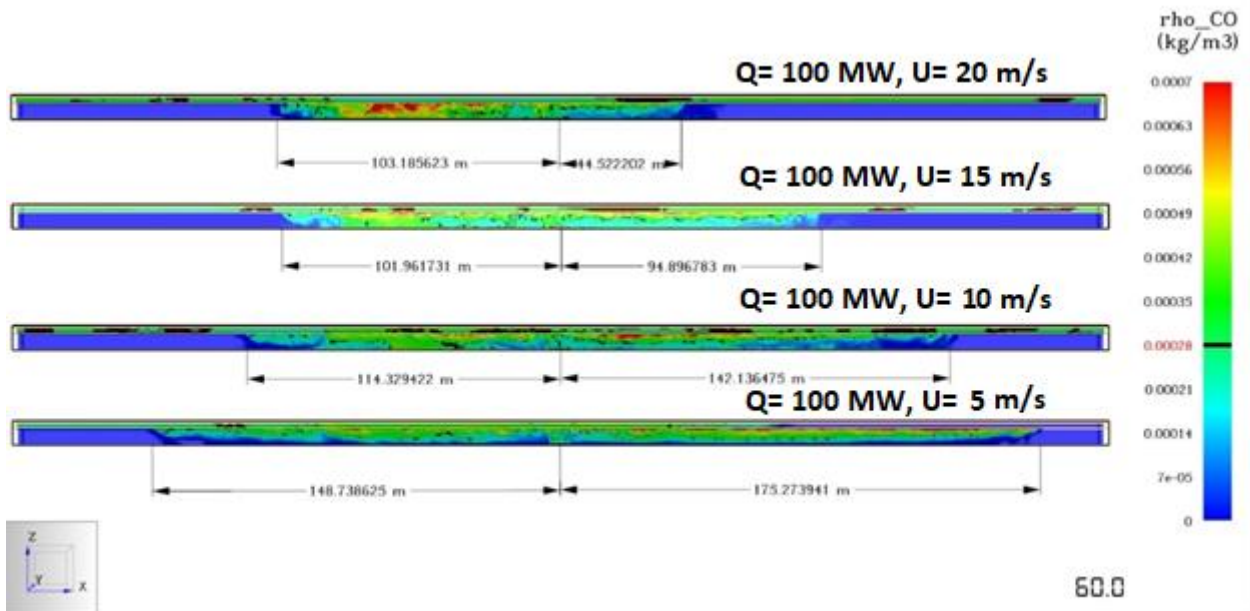 rho_CO
(kg/m3)
0.0007
0.00063
0.00056
0.00049
0.00042
0.00035
0.00028
0.00021
0.00014
7e-05
0
Q= 100 MW, U= 20 m/s
103.185623 m
44.522202 m
Q= 100 MW, U= 15 m/s
101.961731 m
94.896783 m
Q= 100 MW, U= 10 m/s
114.329422 m
142.136475 m
Q= 100 MW, U= 5 m/s
148.738625 m
175.273941 m
Z
Y
X
60.0